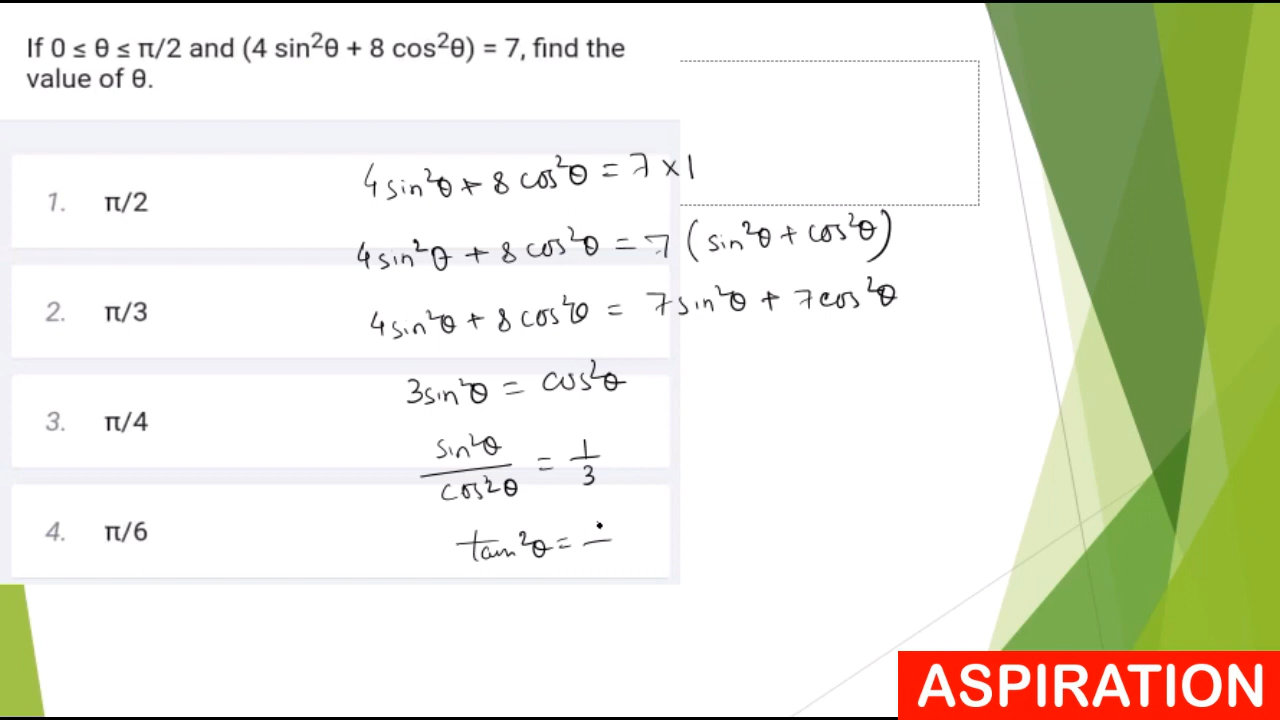 If 0 ≤ θ ≤ π/2 and (4 sin²θ + 8 cos²θ) = 7, find the
value of θ.
1. π/2
2. π/3
3. π/4
4. π/6
4 sin²θ + 8 cos²θ = 7 × 1
4 sin²θ + 8 cos²θ = 7 (sin²θ + cos²θ)
4 sin²θ + 8 cos²θ = 7 sin²θ + 7 cos²θ
3 sin²θ = cos²θ
sin²θ/cos²θ = 1/3
tan²θ =
ASPIRATION